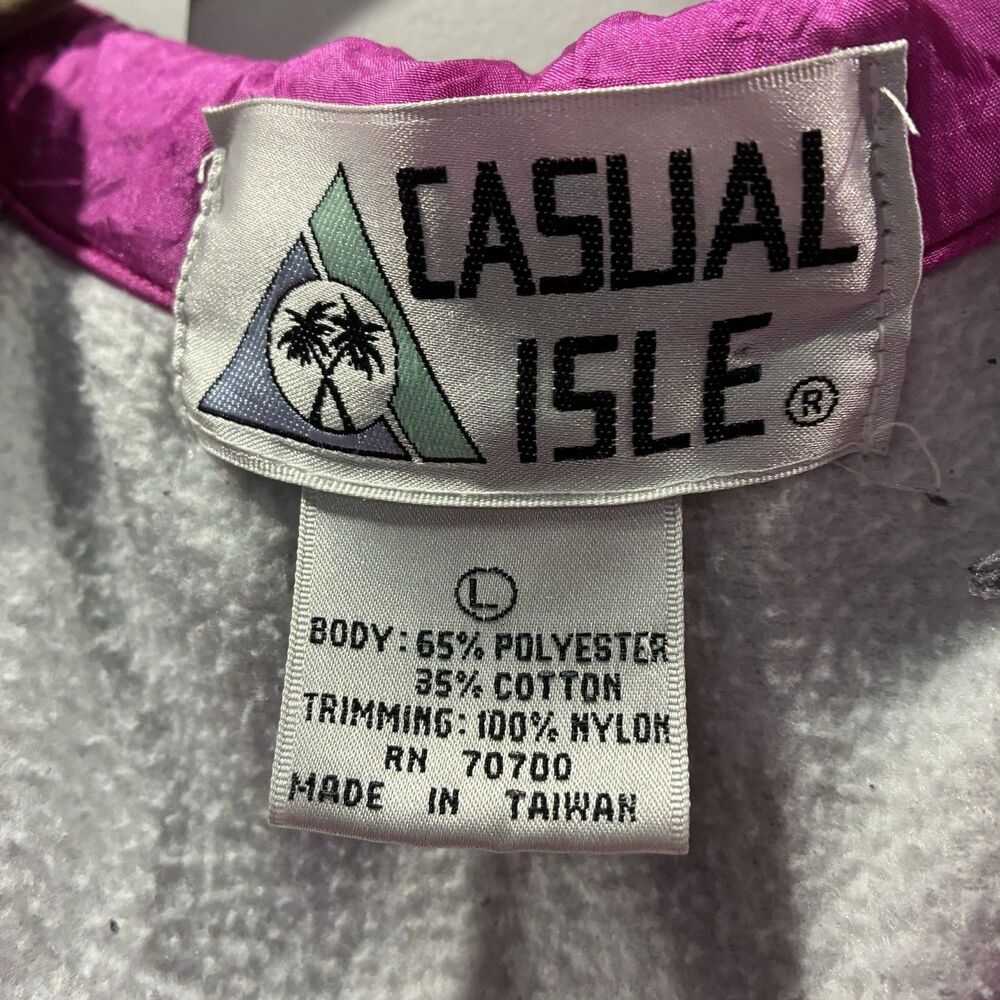 CASUAL
ISLE ®
L
BODY: 65% POLYESTER
35% COTTON
TRIMMING: 100% NYLON
RN 70700
MADE IN TAIWAN